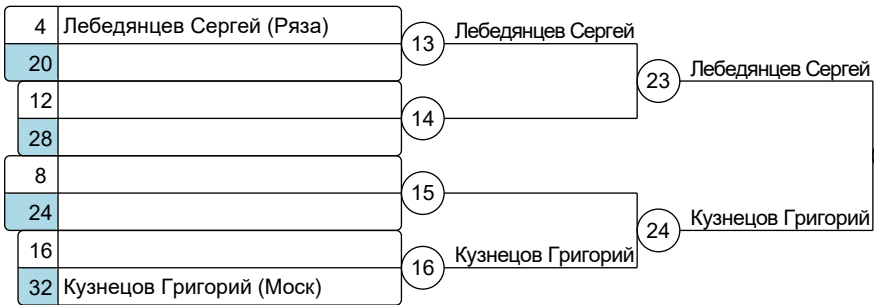 4 Лебедянцев Сергей (Ряза)
13 Лебедянцев Сергей
20
23 Лебедянцев Сергей
12
14
28
8
15
24
24 Кузнецов Григорий
16
16 Кузнецов Григорий
32 Кузнецов Григорий (Моск)